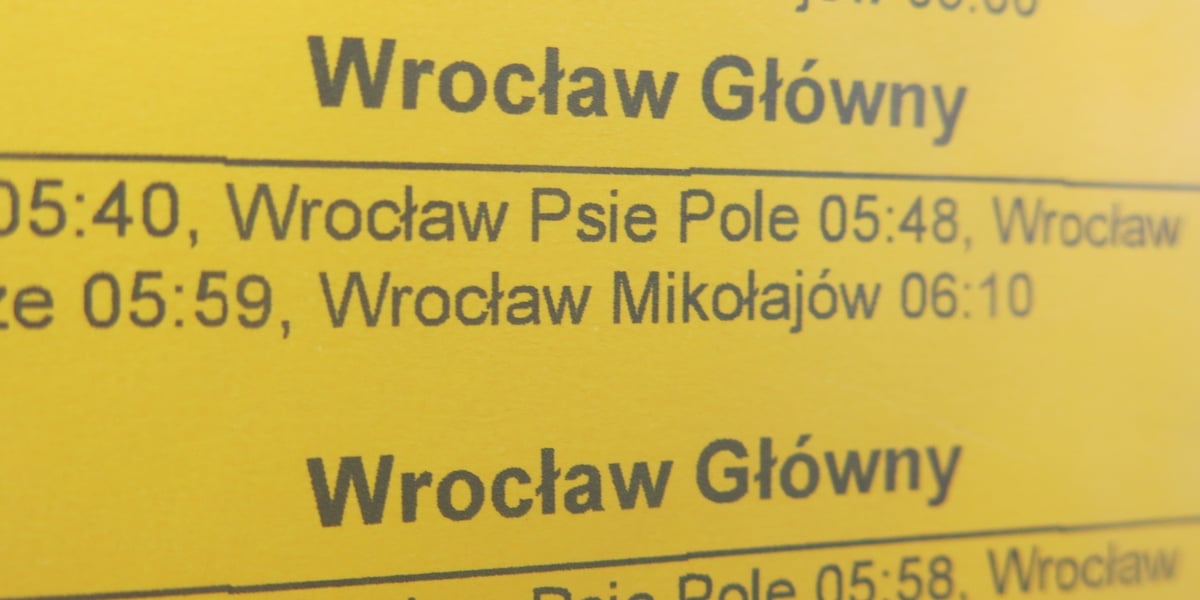 Wrocław Główny
05:40, Wrocław Psie Pole 05:48, Wrocław
05:59, Wrocław Mikołajów 06:10
Wrocław Główny
Psie Pole 05:58, Wrocław